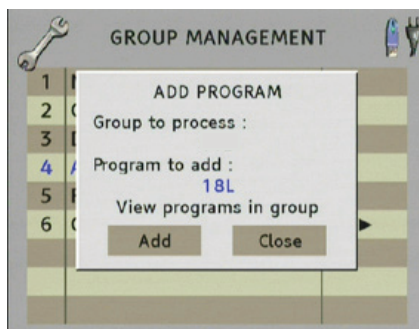 GROUP MANAGEMENT
1 N
2
3
4 A
5
6
ADD PROGRAM
Group to process :
Program to add :
18L
View programs in group
Add Close